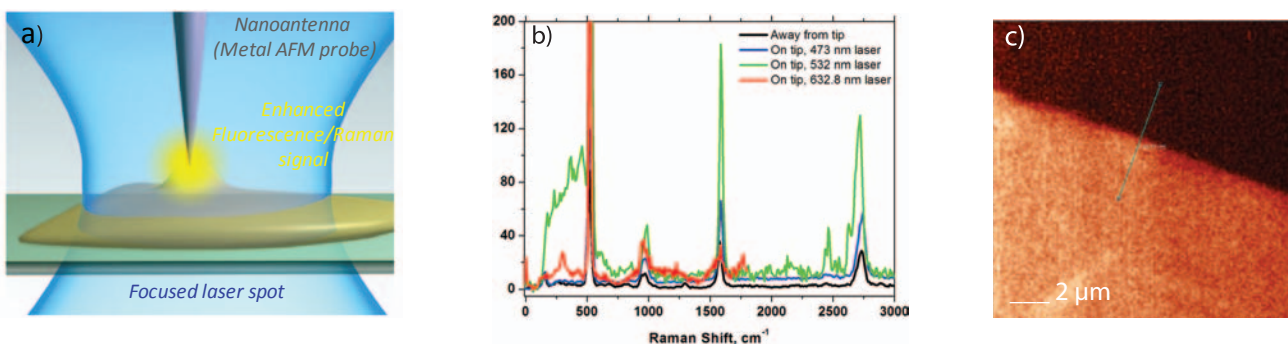 a)
Nanoantenna
(Metal AFM probe)
Enhanced
Fluorescence/Raman
signal
Focused laser spot
b)
200
160
120
80
40
0
Away from tip
On tip, 473 nm laser
On tip, 532 nm laser
On tip, 632.8 nm laser
0 500 1000 1500 2000 2500 3000
Raman Shift, cm⁻¹
c)
2 µm